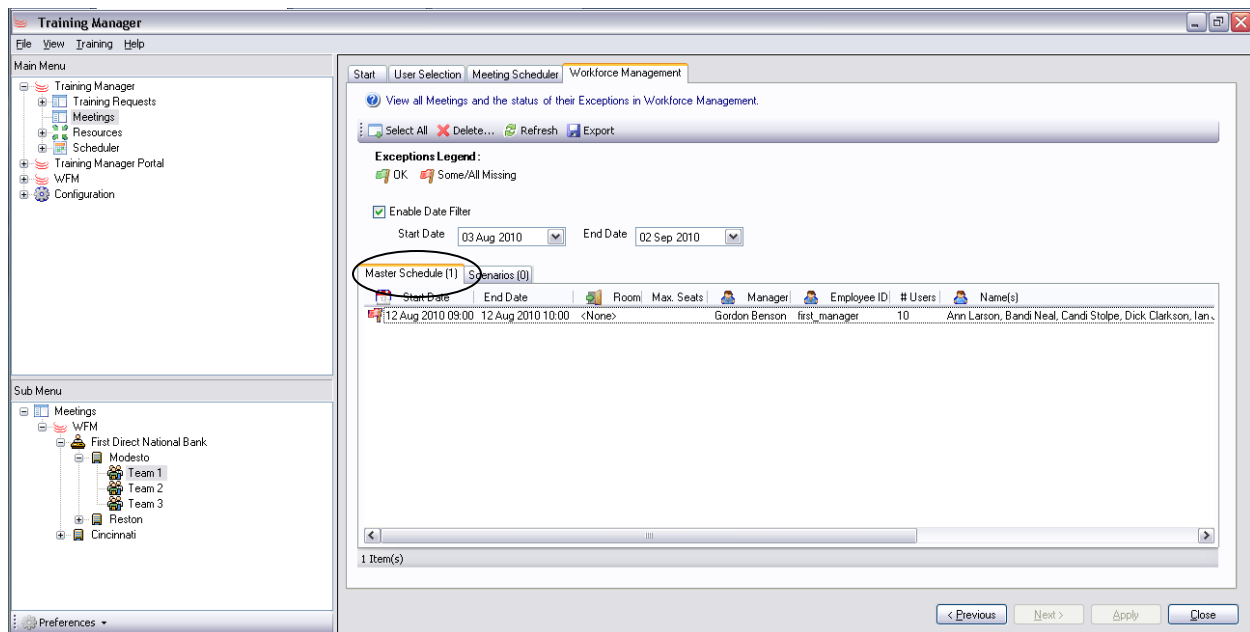 Training Manager
File View Training Help
Main Menu
Training Manager
Training Requests
Meetings
Resources
Scheduler
Training Manager Portal
WFM
Configuration
Sub Menu
Meetings
WFM
First Direct National Bank
Modesto
Team 1
Team 2
Team 3
Reston
Cincinnati
Preferences
Start User Selection Meeting Scheduler Workforce Management
View all Meetings and the status of their Exceptions in Workforce Management.
Select All Delete... Refresh Export
Exceptions Legend :
OK Some/All Missing
Enable Date Filter
Start Date 03 Aug 2010 End Date 02 Sep 2010
Master Schedule (1) Scenarios (0)
Start Date End Date Room Max. Seats Manager Employee ID # Users Name(s)
12 Aug 2010 09:00 12 Aug 2010 10:00 <None> Gordon Benson first_manager 10 Ann Larson, Bandi Neal, Candi Stolpe, Dick Clarkson, Ian
1 Item(s)
< Previous Next > Apply Close